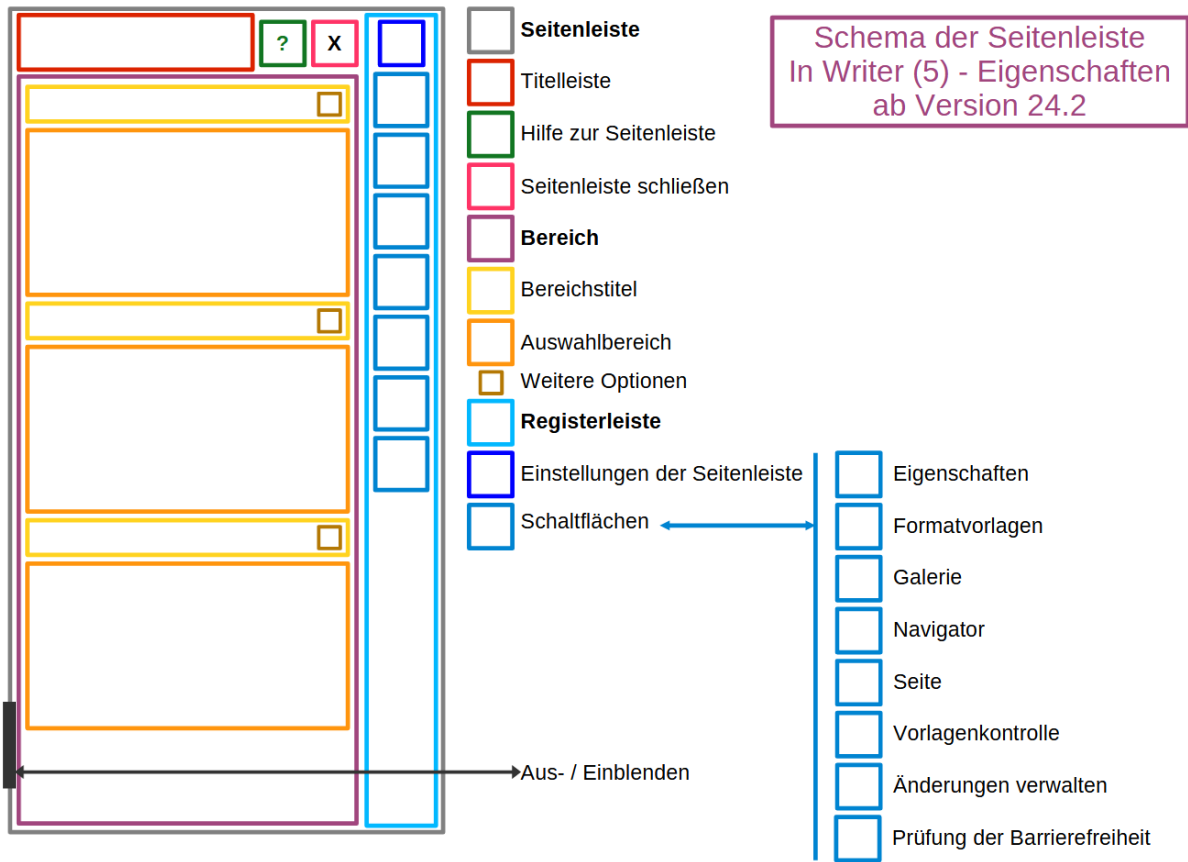 ?
X
Seitenleiste
Titelleiste
Hilfe zur Seitenleiste
Seitenleiste schließen
Bereich
Bereichstitel
Auswahlbereich
Weitere Optionen
Registerleiste
Einstellungen der Seitenleiste
Schaltflächen
Aus- / Einblenden
Schema der Seitenleiste
In Writer (5) - Eigenschaften
ab Version 24.2
Eigenschaften
Formatvorlagen
Galerie
Navigator
Seite
Vorlagenkontrolle
Änderungen verwalten
Prüfung der Barrierefreiheit